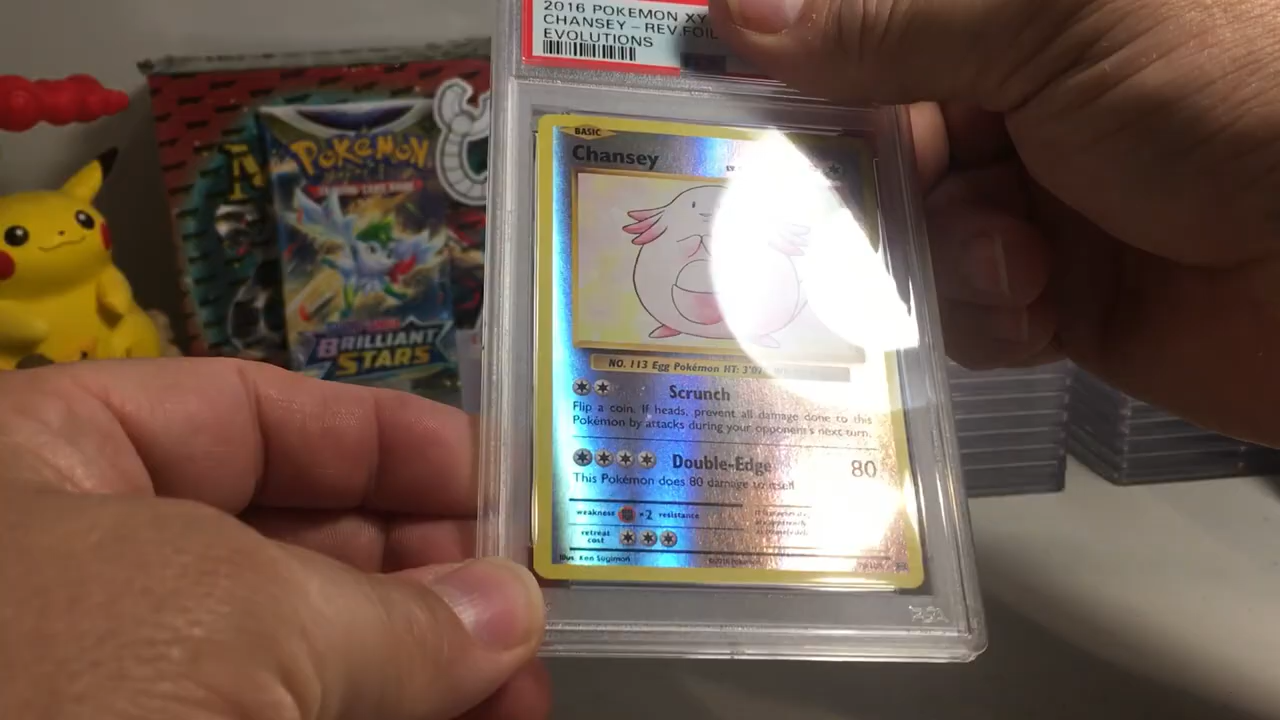 2016 POKEMON XY
CHANSEY - REV.FOIL
EVOLUTIONS
POKÉMON
BRILLIANT
STARS
BASIC
Chansey
NO. 113 Egg Pokémon HT: 3'07
Scrunch
Flip a coin. If heads, prevent all damage done to this
Pokémon by attacks during your opponent's next turn.
Double-Edge 80
This Pokémon does 80 damage to itself.
weakness ×2 resistance
retreat
cost
Illus. Ken Sugimori